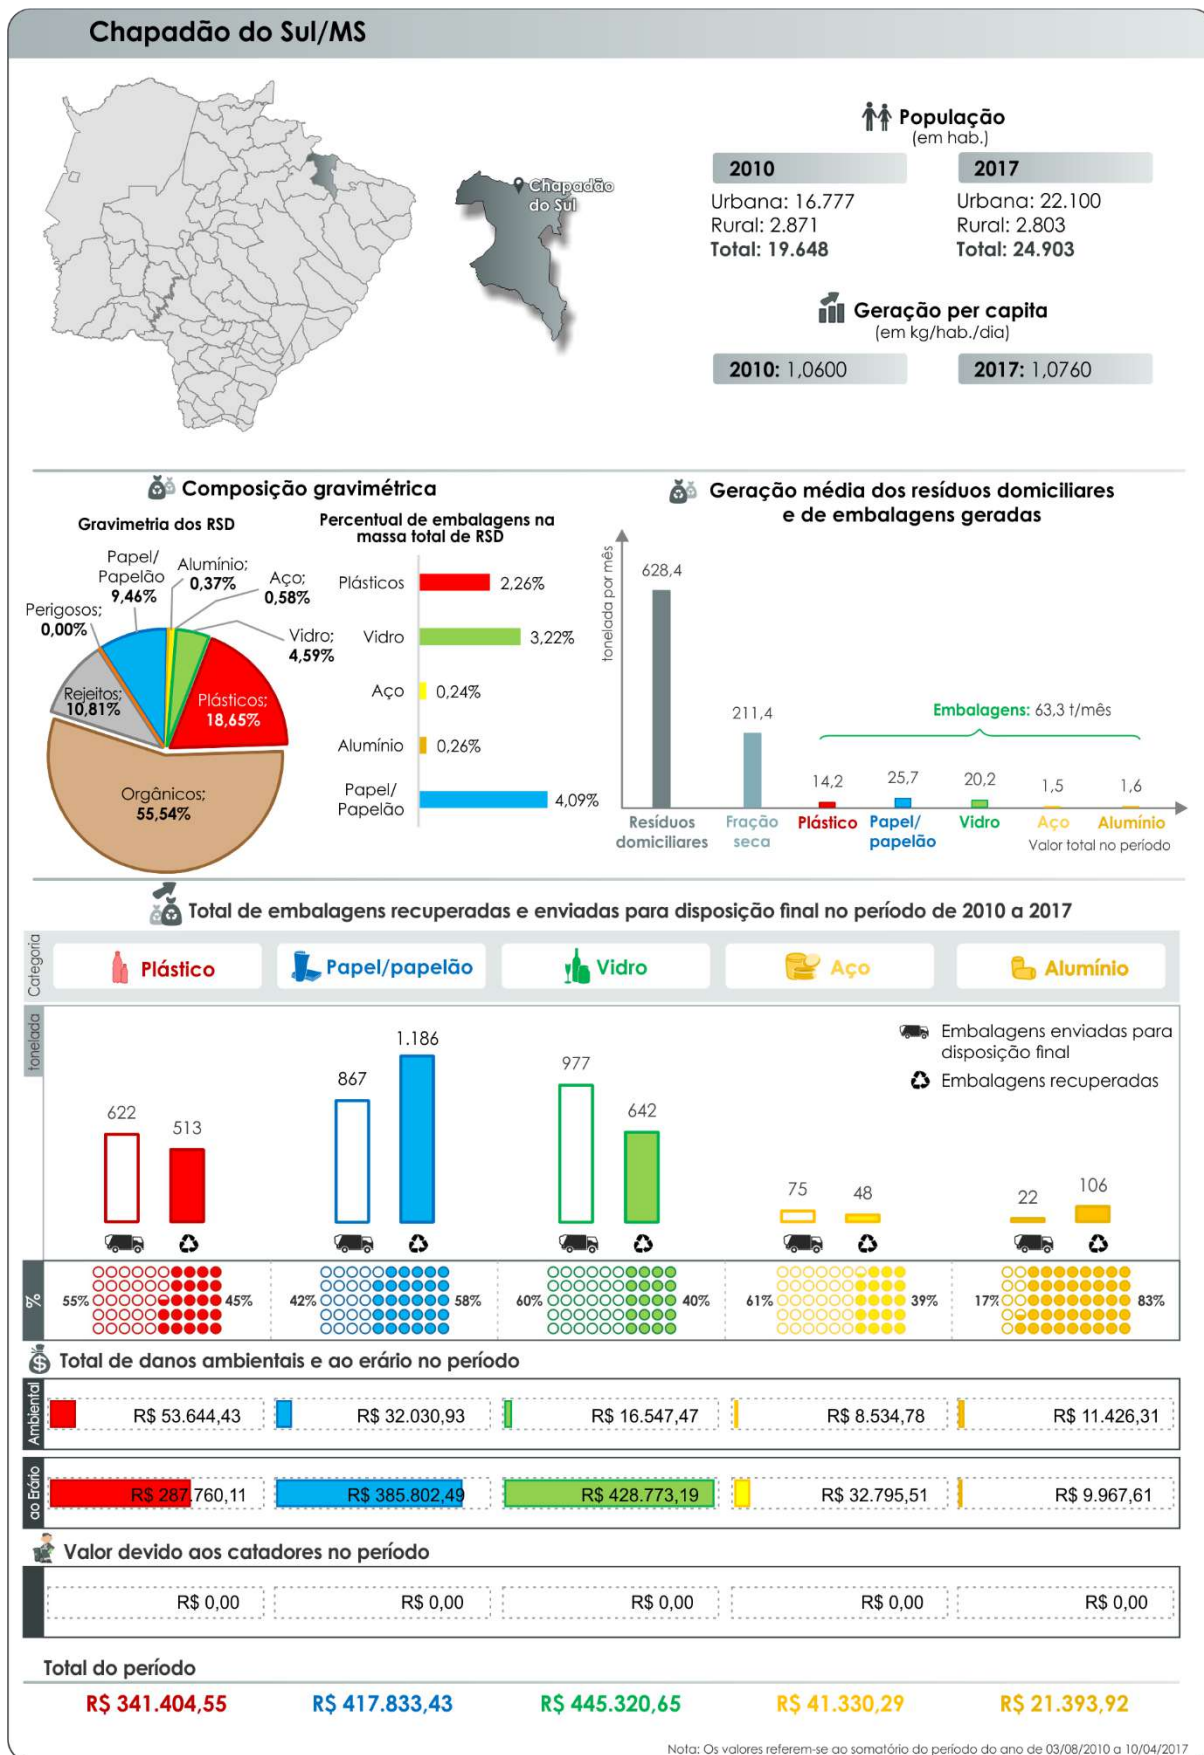 Chapadão do Sul/MS
Chapadão
do Sul
População
(em hab.)
2010
Urbana: 16.777
Rural: 2.871
Total: 19.648
2017
Urbana: 22.100
Rural: 2.803
Total: 24.903
Geração per capita
(em kg/hab./dia)
2010: 1,0600
2017: 1,0760
Composição gravimétrica
Gravimetria dos RSD
Papel/
Papelão
9,46%
Alumínio;
0,37%
Aço;
0,58%
Perigosos;
0,00%
Vidro;
4,59%
Rejeitos;
10,81%
Plásticos;
18,65%
Orgânicos;
55,54%
Percentual de embalagens na
massa total de RSD
Plásticos
2,26%
Vidro
3,22%
Aço
0,24%
Alumínio
0,26%
Papel/
Papelão
4,09%
Geração média dos resíduos domiciliares
e de embalagens geradas
tonelada por mês
628,4
211,4
Embalagens: 63,3 t/mês
14,2
25,7
20,2
1,5
1,6
Resíduos
domiciliares
Fração
seca
Plástico
Papel/
papelão
Vidro
Aço
Alumínio
Valor total no período
Total de embalagens recuperadas e enviadas para disposição final no período de 2010 a 2017
Categoria
Plástico
Papel/papelão
Vidro
Aço
Alumínio
tonelada
622
513
867
1.186
977
642
75
48
22
106
Embalagens enviadas para
disposição final
Embalagens recuperadas
%
55%
45%
42%
58%
60%
40%
61%
39%
17%
83%
Total de danos ambientais e ao erário no período
Ambiental
R$ 53.644,43
R$ 32.030,93
R$ 16.547,47
R$ 8.534,78
R$ 11.426,31
ao Erário
R$ 287.760,11
R$ 385.802,49
R$ 428.773,19
R$ 32.795,51
R$ 9.967,61
Valor devido aos catadores no período
R$ 0,00
R$ 0,00
R$ 0,00
R$ 0,00
R$ 0,00
Total do período
R$ 341.404,55
R$ 417.833,43
R$ 445.320,65
R$ 41.330,29
R$ 21.393,92
Nota: Os valores referem-se ao somatório do período do ano de 03/08/2010 a 10/04/2017